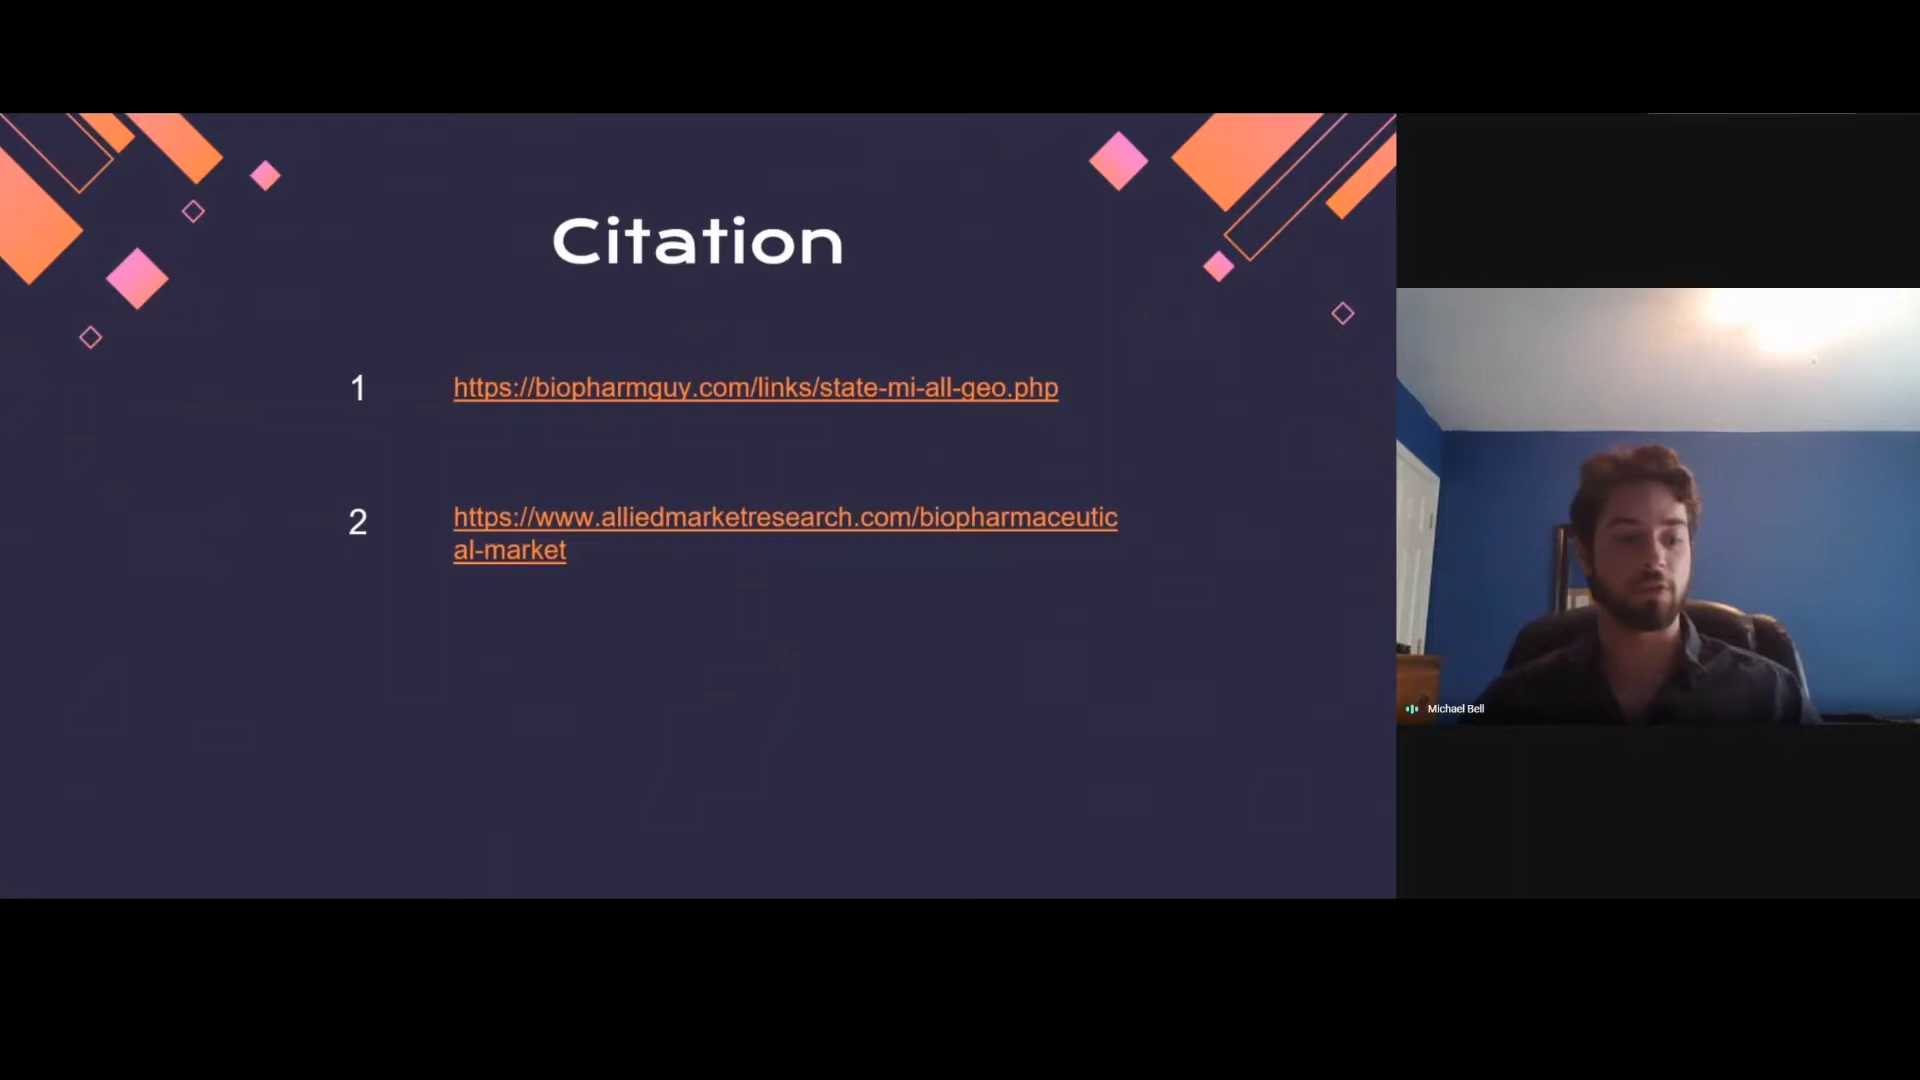 Citation
1 https://biopharmguy.com/links/state-mi-all-geo.php
2 https://www.alliedmarketresearch.com/biopharmaceutic
al-market
Michael Bell